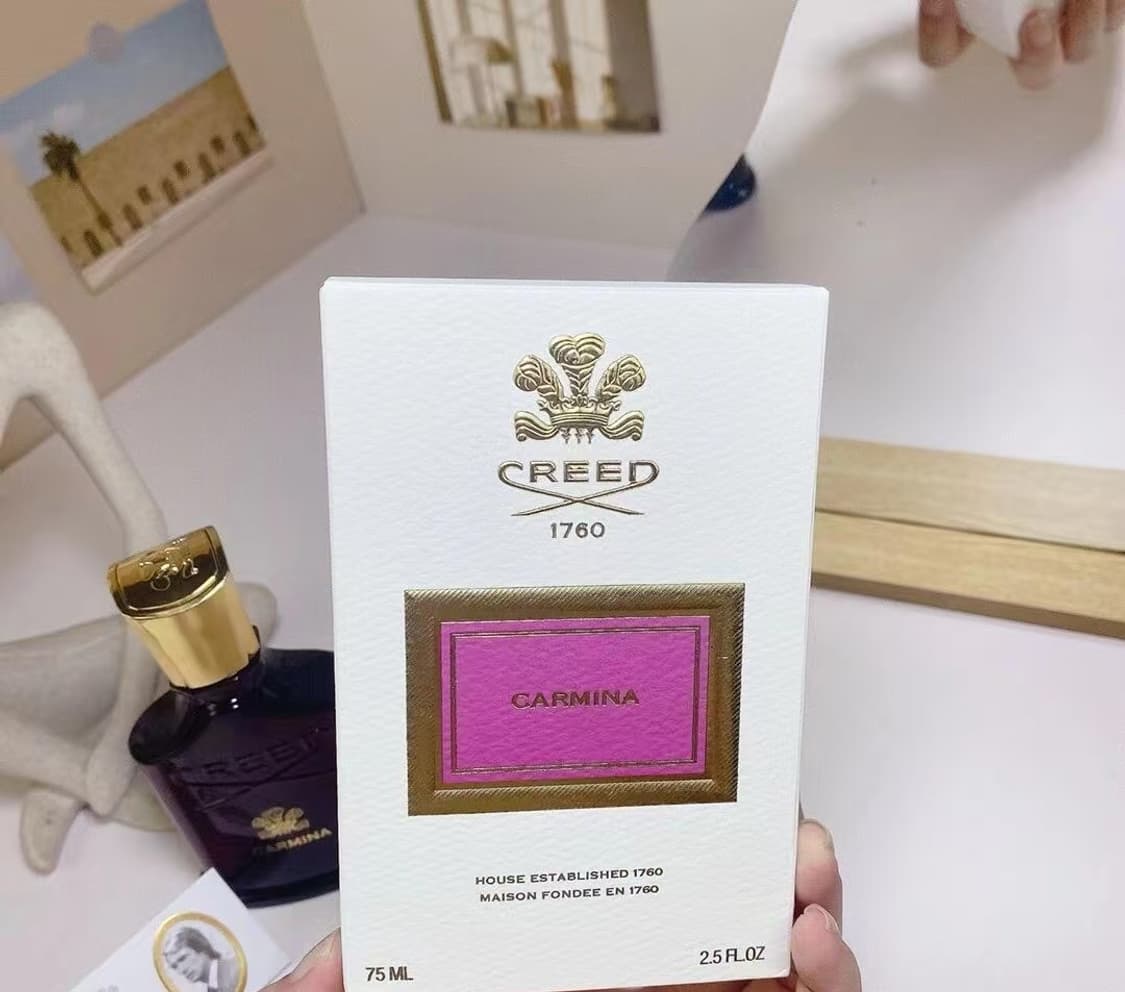 CREED
1760
CARMINA
HOUSE ESTABLISHED 1760
MAISON FONDEE EN 1760
75 ML
2.5 FL.OZ
CREED
CARMINA